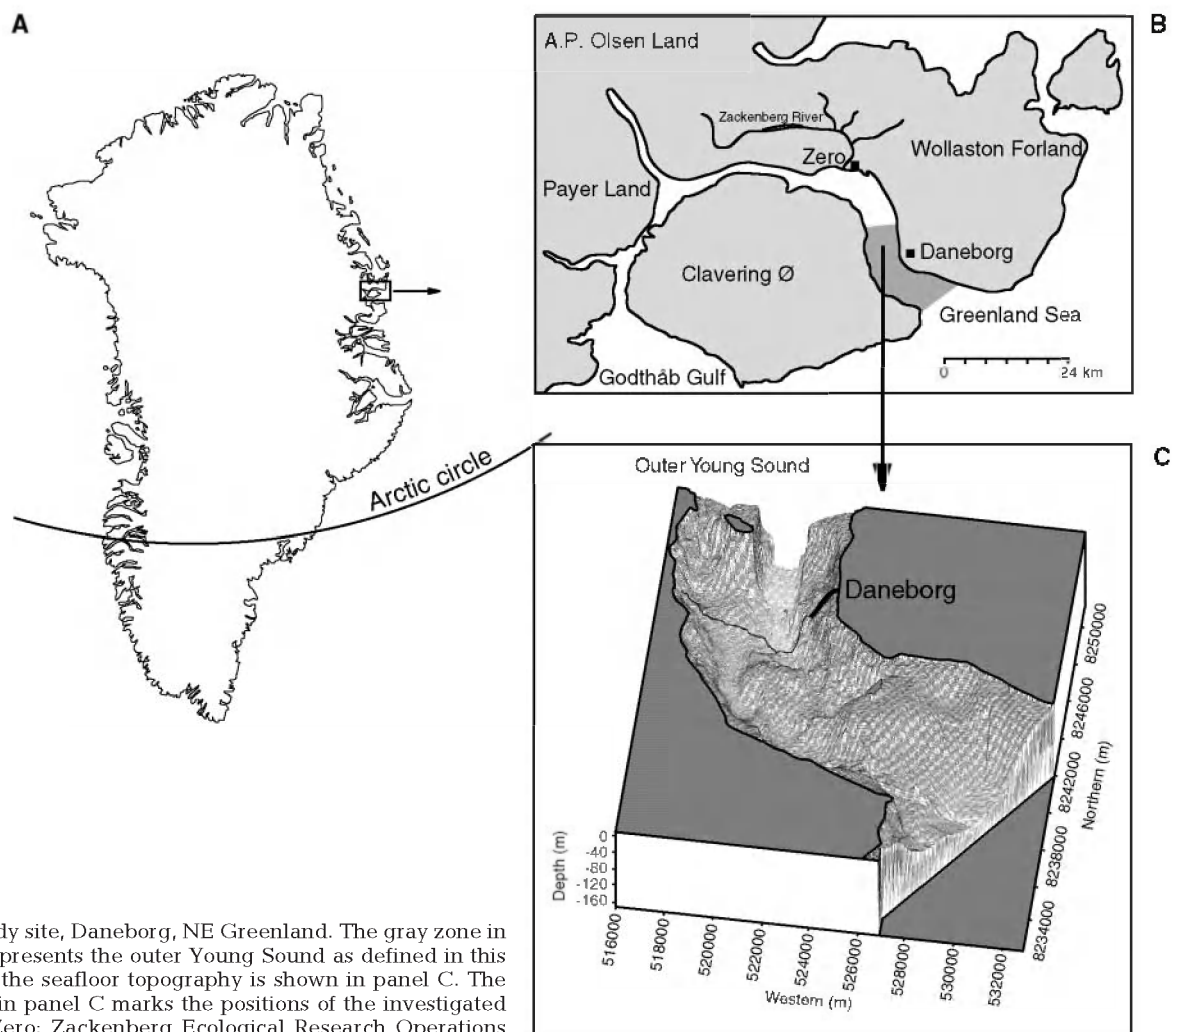 A
Arctic circle
B
A.P. Olsen Land
Zackenberg River
Zero
Wollaston Forland
Payer Land
Daneborg
Clavering Ø
Greenland Sea
Godthåb Gulf
0 24 km
C
Outer Young Sound
Daneborg
Depth (m)
0
-40
-80
-120
-160
516000
518000
520000
522000
524000
526000
528000
530000
532000
Western (m)
8234000
8238000
8242000
8246000
8250000
Northern (m)
dy site, Daneborg, NE Greenland. The gray zone in
presents the outer Young Sound as defined in this
the seafloor topography is shown in panel C. The
in panel C marks the positions of the investigated
Zero: Zackenberg Ecological Research Operations